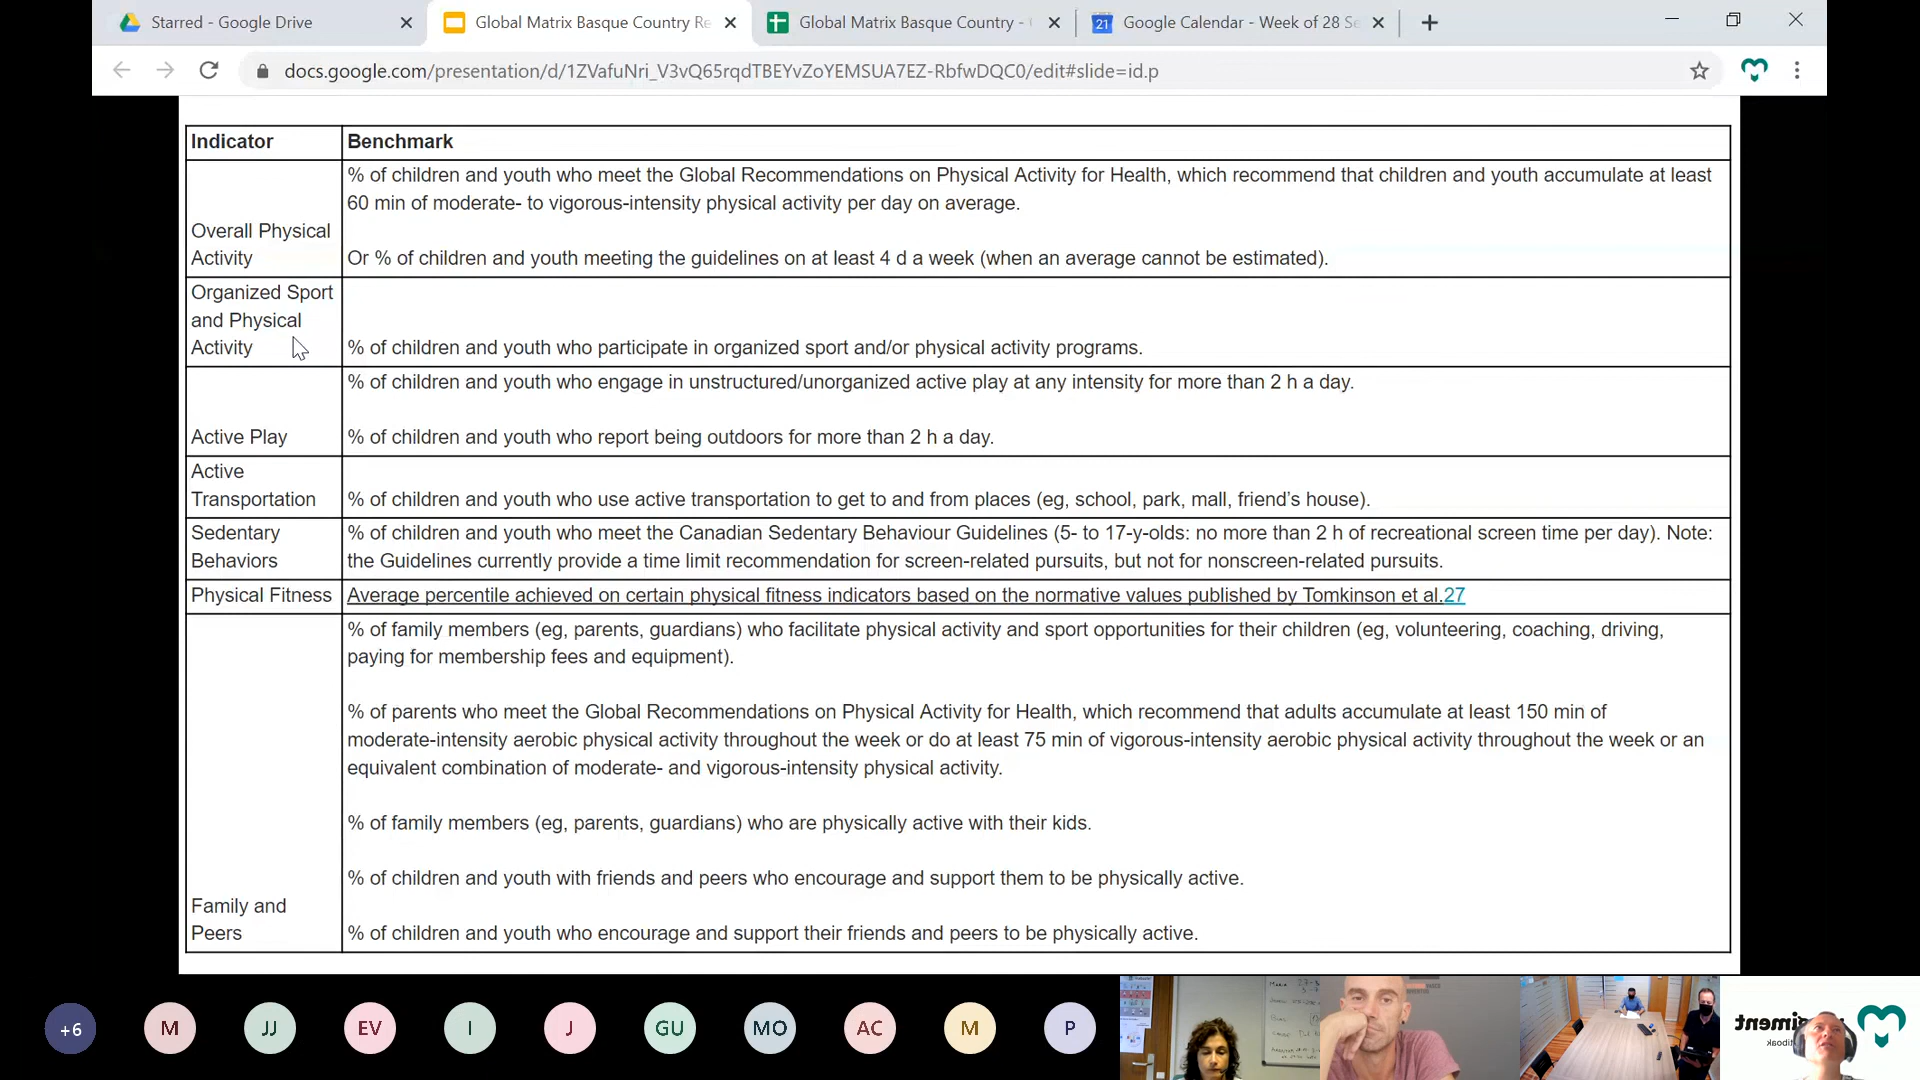 Starred - Google Drive
Global Matrix Basque Country Re
Global Matrix Basque Country -
Google Calendar - Week of 28 Se
docs.google.com/presentation/d/1ZVafuNri_V3vQ65rqdTBEYvZoYEMSUA7EZ-RbfwDQC0/edit#slide=id.p
Indicator
Benchmark
Overall Physical
Activity
% of children and youth who meet the Global Recommendations on Physical Activity for Health, which recommend that children and youth accumulate at least
60 min of moderate- to vigorous-intensity physical activity per day on average.
Or % of children and youth meeting the guidelines on at least 4 d a week (when an average cannot be estimated).
Organized Sport
and Physical
Activity
% of children and youth who participate in organized sport and/or physical activity programs.
Active Play
% of children and youth who engage in unstructured/unorganized active play at any intensity for more than 2 h a day.
% of children and youth who report being outdoors for more than 2 h a day.
Active
Transportation
% of children and youth who use active transportation to get to and from places (eg, school, park, mall, friend's house).
Sedentary
Behaviors
% of children and youth who meet the Canadian Sedentary Behaviour Guidelines (5- to 17-y-olds: no more than 2 h of recreational screen time per day). Note:
the Guidelines currently provide a time limit recommendation for screen-related pursuits, but not for nonscreen-related pursuits.
Physical Fitness
Average percentile achieved on certain physical fitness indicators based on the normative values published by Tomkinson et al.27
Family and
Peers
% of family members (eg, parents, guardians) who facilitate physical activity and sport opportunities for their children (eg, volunteering, coaching, driving,
paying for membership fees and equipment).
% of parents who meet the Global Recommendations on Physical Activity for Health, which recommend that adults accumulate at least 150 min of
moderate-intensity aerobic physical activity throughout the week or do at least 75 min of vigorous-intensity aerobic physical activity throughout the week or an
equivalent combination of moderate- and vigorous-intensity physical activity.
% of family members (eg, parents, guardians) who are physically active with their kids.
% of children and youth with friends and peers who encourage and support them to be physically active.
% of children and youth who encourage and support their friends and peers to be physically active.
+6
M
JJ
EV
I
J
GU
MO
AC
M
P